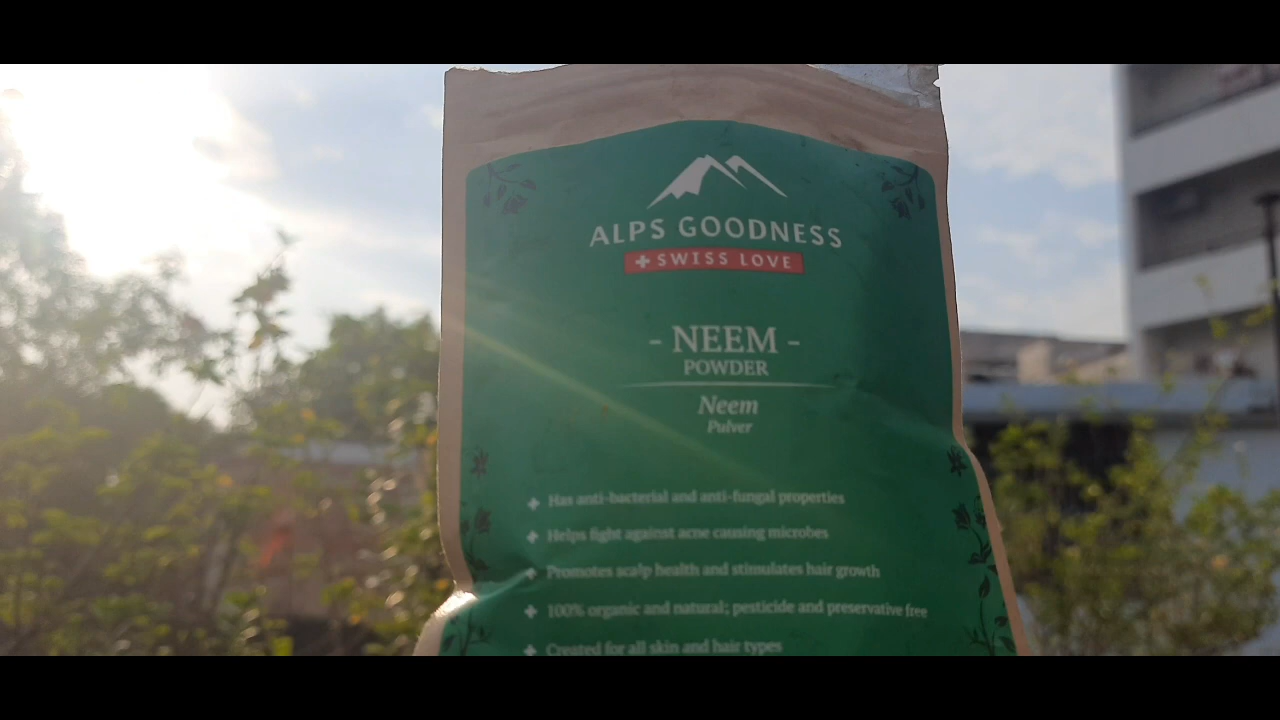 ALPS GOODNESS
SWISS LOVE
- NEEM -
POWDER
Neem
Pulver
Has anti-bacterial and anti-fungal properties
Helps fight against acne causing microbes
Promotes scalp health and stimulates hair growth
100% organic and natural; pesticide and preservative free
Created for all skin and hair types